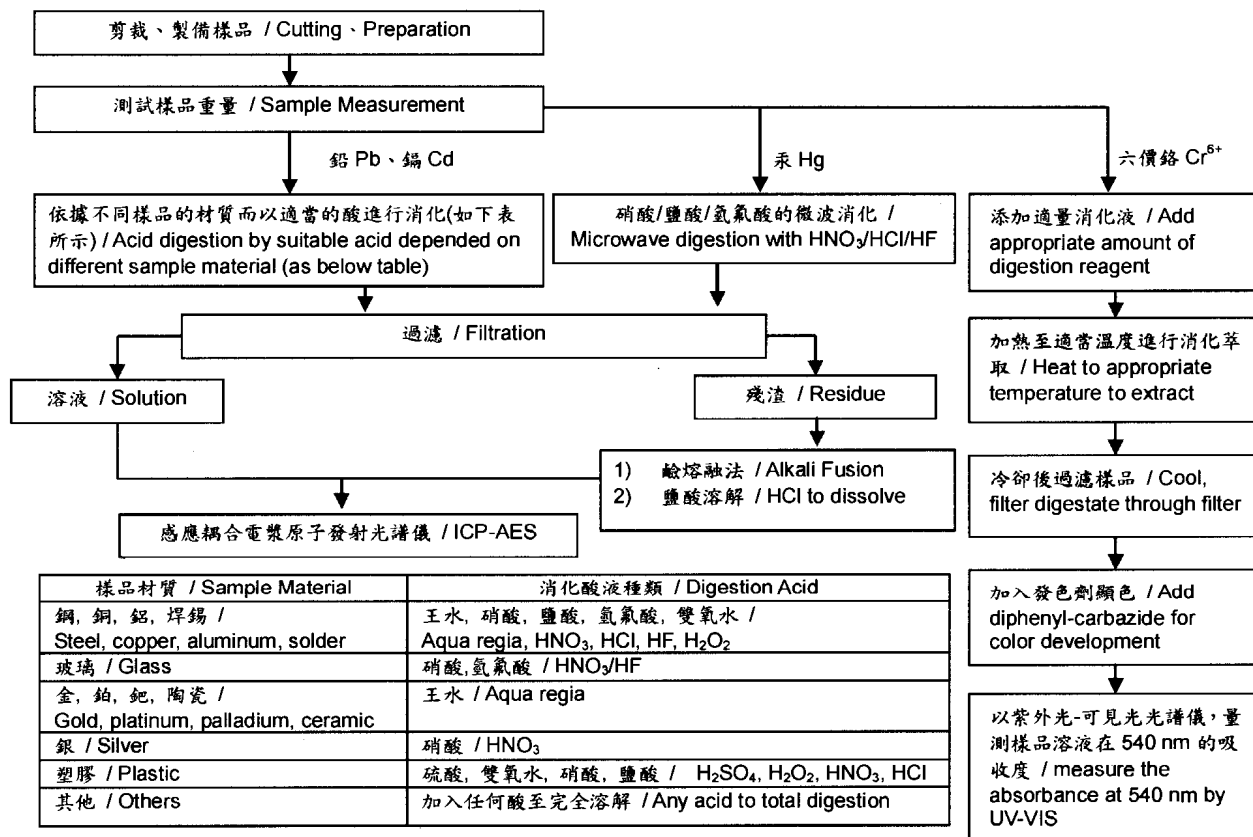 剪裁、製備樣品 / Cutting、Preparation
測試樣品重量 / Sample Measurement
鉛 Pb、鎘 Cd
汞 Hg
六價鉻 Cr⁶⁺
依據不同樣品的材質而以適當的酸進行消化(如下表
所示) / Acid digestion by suitable acid depended on
different sample material (as below table)
硝酸/鹽酸/氫氟酸的微波消化 /
Microwave digestion with HNO₃/HCl/HF
添加適量消化液 / Add
appropriate amount of
digestion reagent
過濾 / Filtration
溶液 / Solution
殘渣 / Residue
加熱至適當溫度進行消化萃
取 / Heat to appropriate
temperature to extract
1) 鹼熔融法 / Alkali Fusion
2) 鹽酸溶解 / HCl to dissolve
冷卻後過濾樣品 / Cool,
filter digestate through filter
感應耦合電漿原子發射光譜儀 / ICP-AES
樣品材質 / Sample Material
消化酸液種類 / Digestion Acid
鋼, 銅, 鋁, 焊錫 /
Steel, copper, aluminum, solder
王水, 硝酸, 鹽酸, 氫氟酸, 雙氧水 /
Aqua regia, HNO₃, HCl, HF, H₂O₂
玻璃 / Glass
硝酸,氫氟酸 / HNO₃/HF
金, 鉑, 鈀, 陶瓷 /
Gold, platinum, palladium, ceramic
王水 / Aqua regia
銀 / Silver
硝酸 / HNO₃
塑膠 / Plastic
硫酸, 雙氧水, 硝酸, 鹽酸 / H₂SO₄, H₂O₂, HNO₃, HCl
其他 / Others
加入任何酸至完全溶解 / Any acid to total digestion
加入發色劑顯色 / Add
diphenyl-carbazide for
color development
以紫外光-可見光光譜儀，量
測樣品溶液在 540 nm 的吸
收度 / measure the
absorbance at 540 nm by
UV-VIS